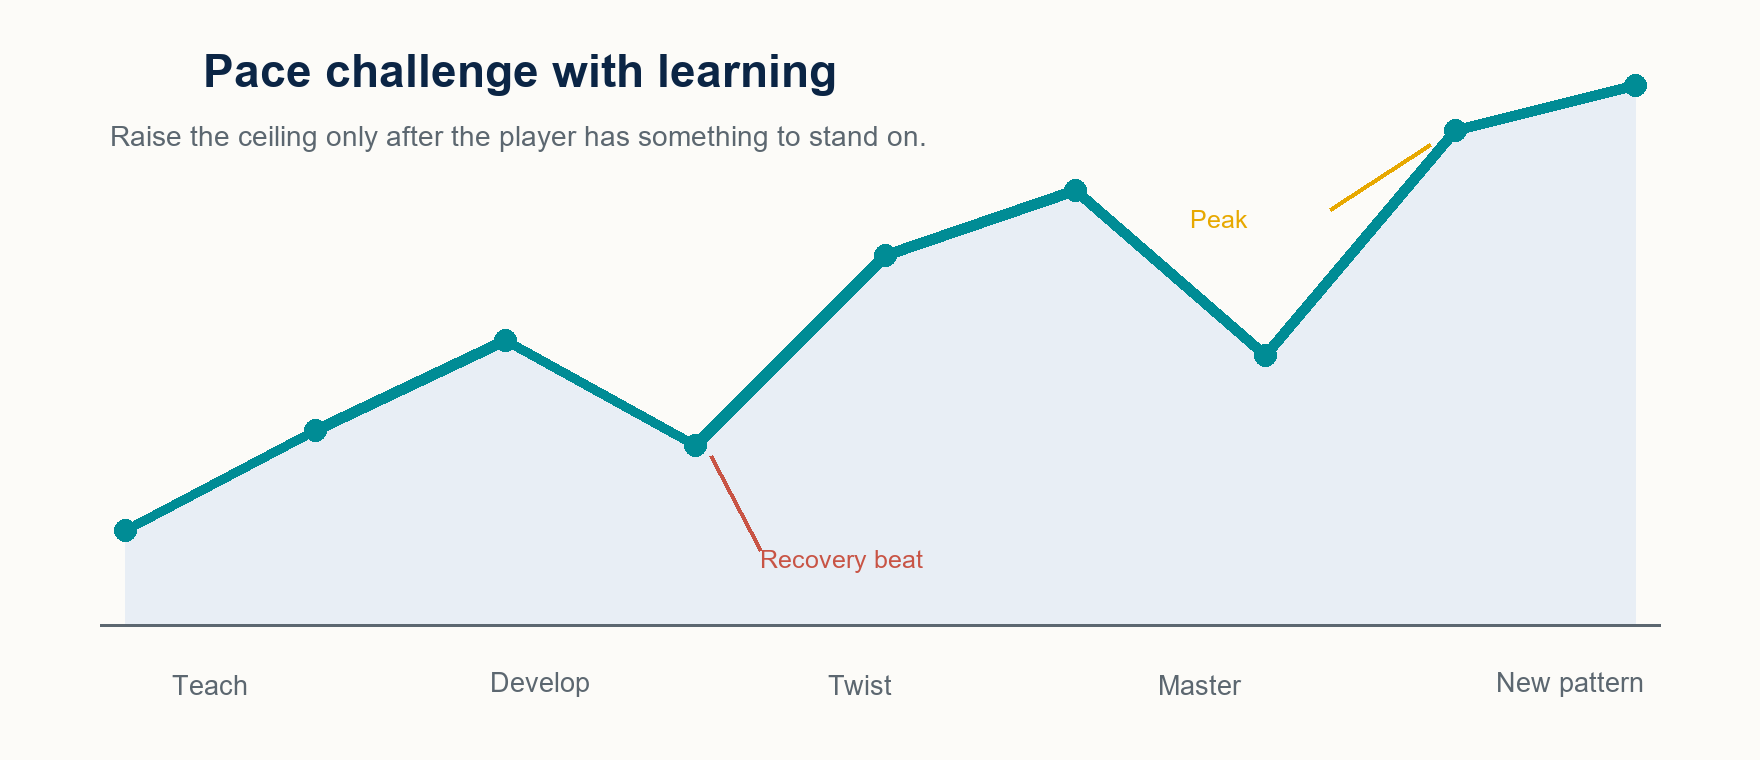 Pace challenge with learning
Raise the ceiling only after the player has something to stand on.
Peak
Recovery beat
Teach
Develop
Twist
Master
New pattern